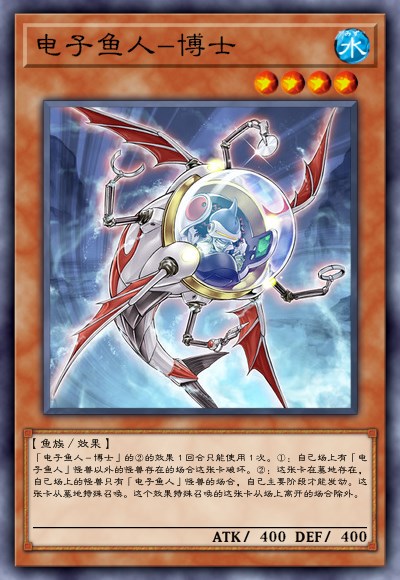 电子鱼人-博士
水
【鱼族／效果】
「电子鱼人－博士」的②的效果1回合只能使用1次。①：自己场上有「电
子鱼人」怪兽以外的怪兽存在的场合这张卡破坏。②：这张卡在墓地存在，
自己场上的怪兽只有「电子鱼人」怪兽的场合，自己主要阶段才能发动。这
张卡从墓地特殊召唤。这个效果特殊召唤的这张卡从场上离开的场合除外。
ATK/ 400 DEF/ 400